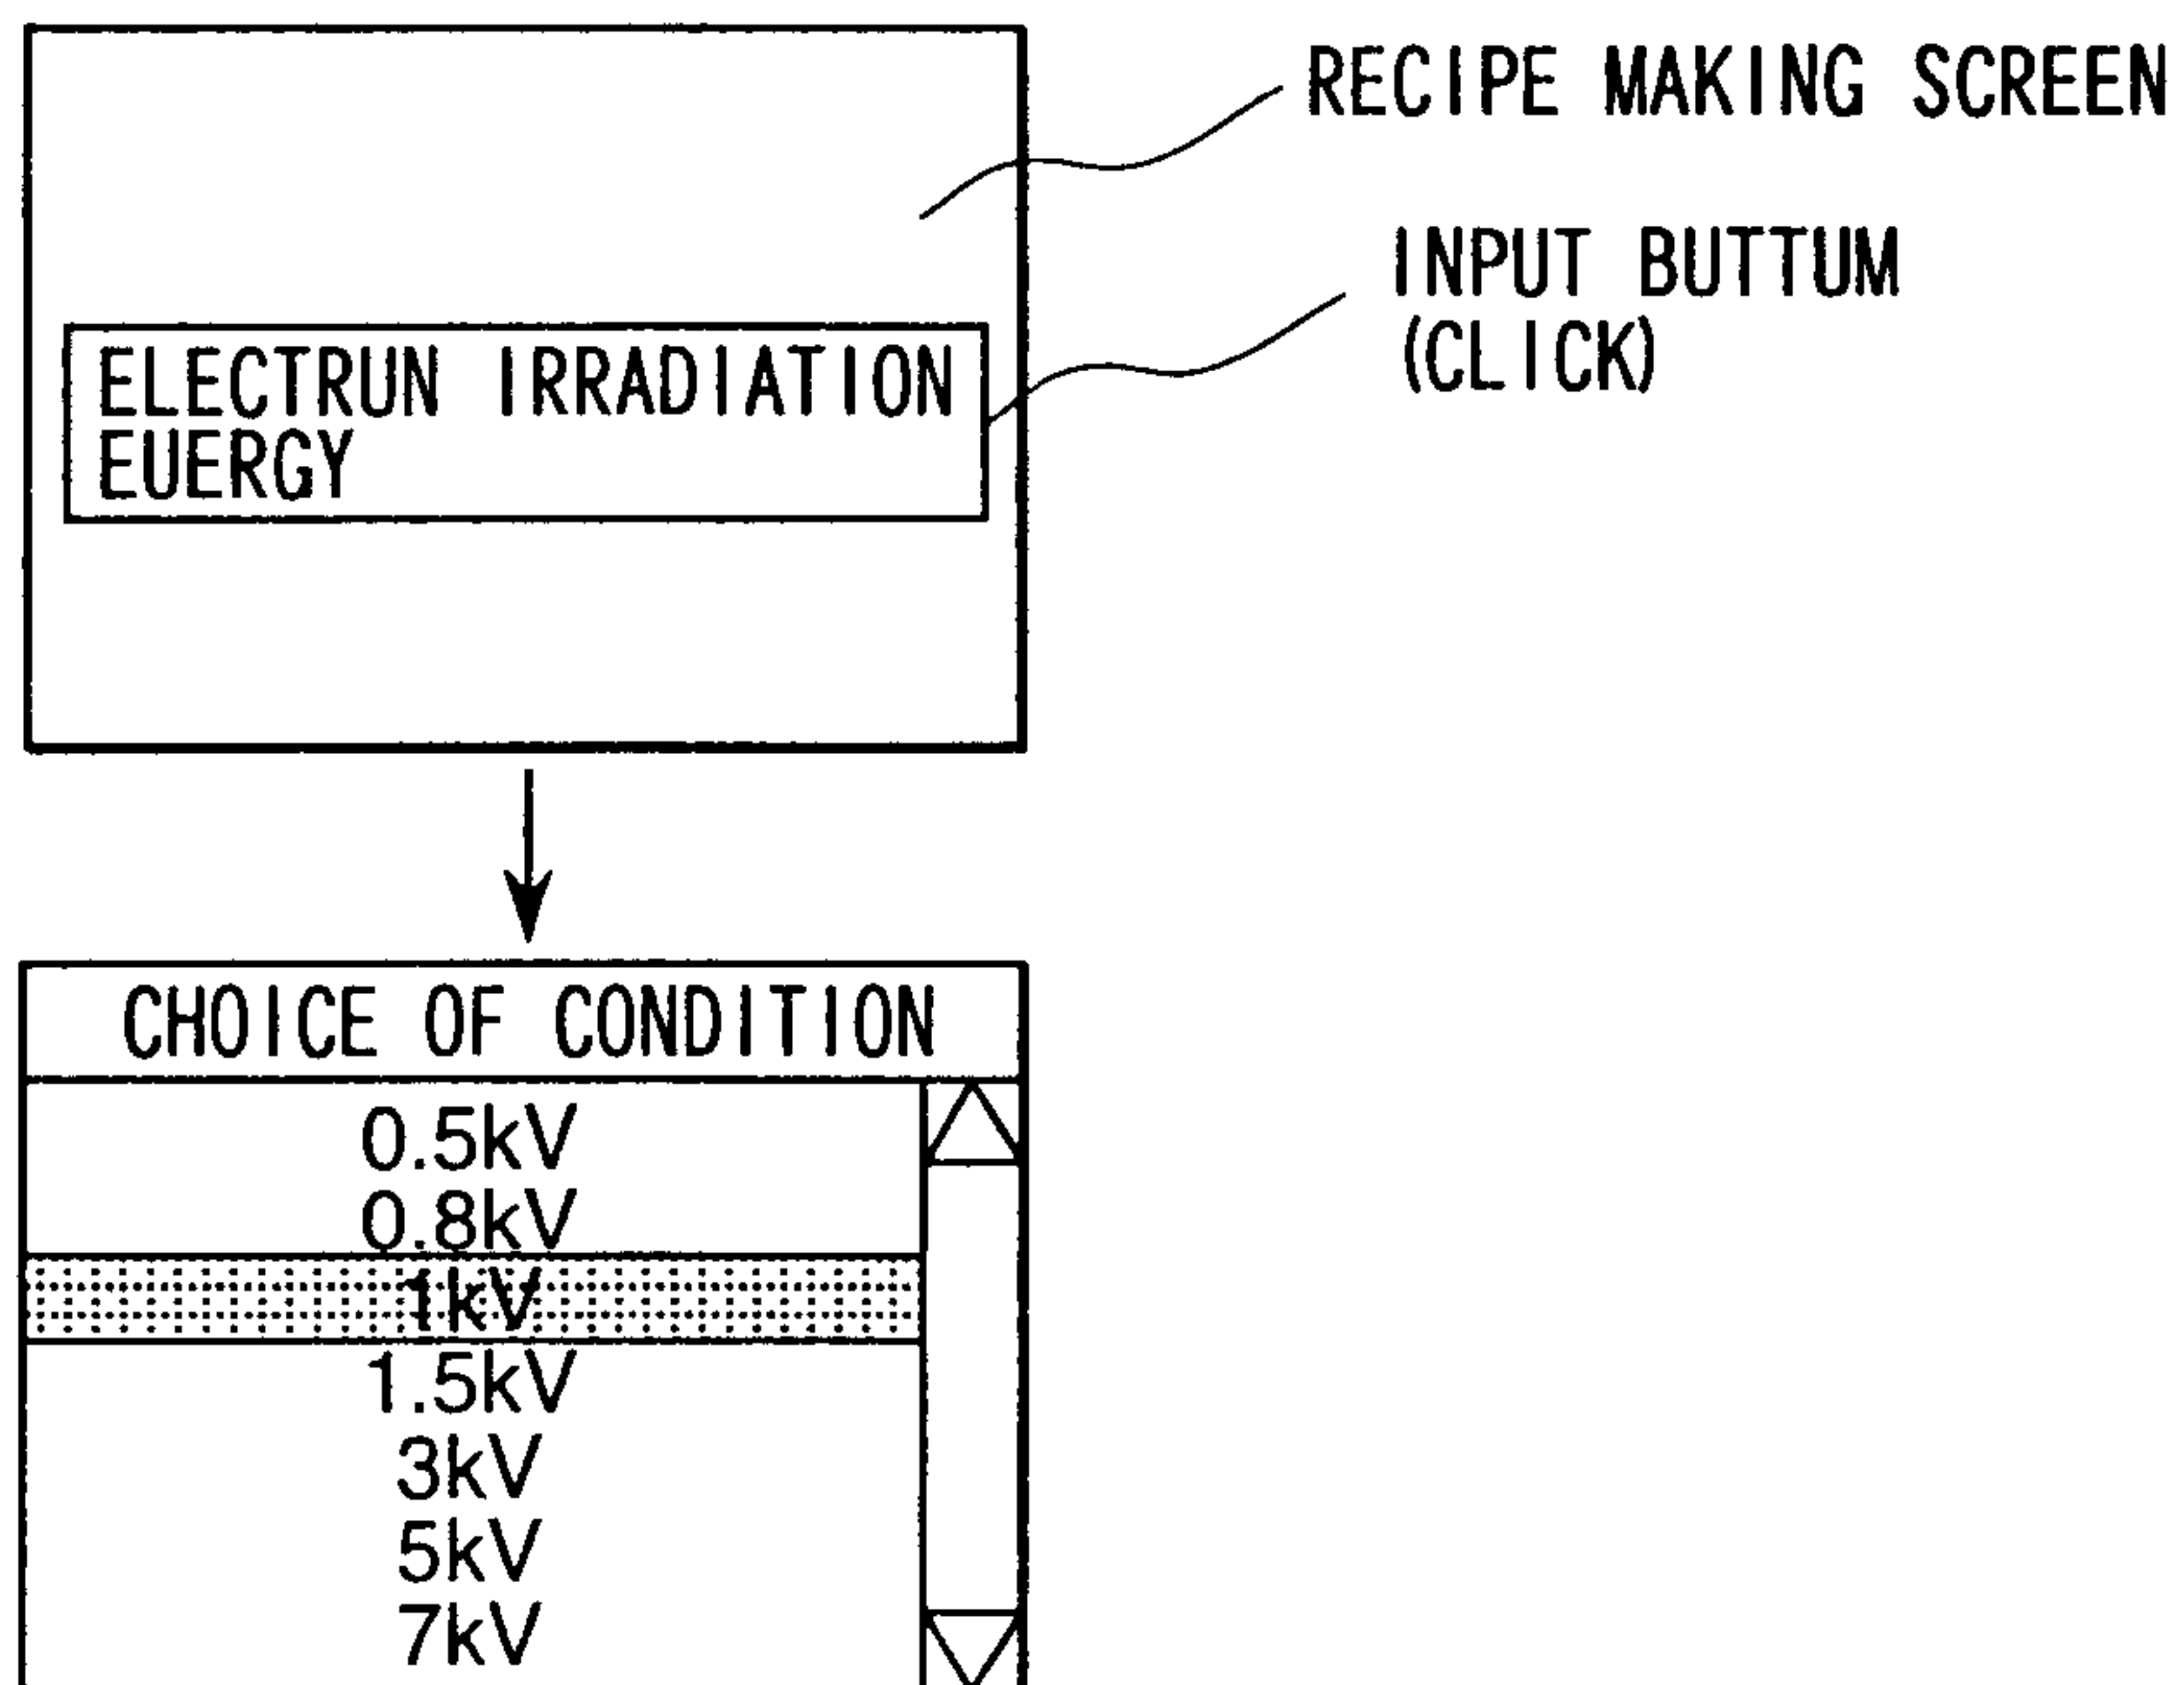 RECIPE MAKING SCREEN
INPUT BUTTUM
(CLICK)
ELECTRUN IRRADIATION
EUERGY
CHOICE OF CONDITION
0.5kV
0.8kV
1kV
1.5kV
3kV
5kV
7kV